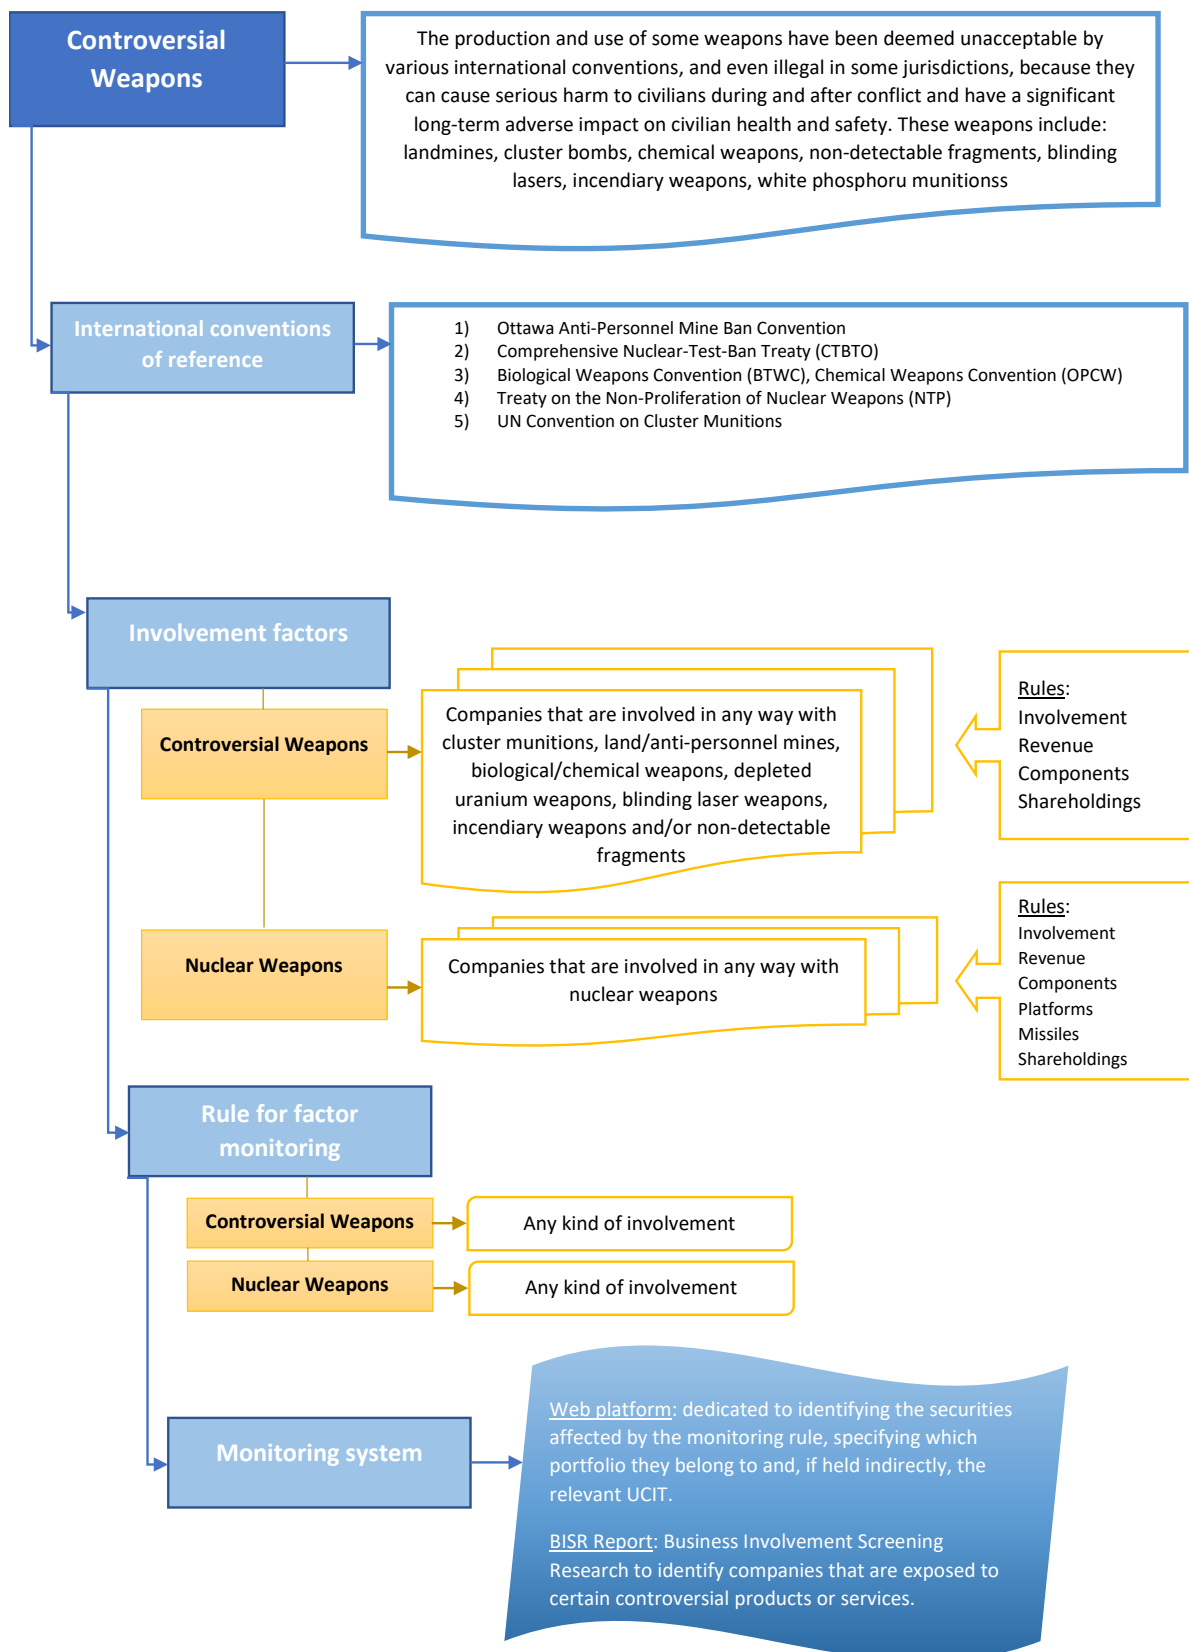 Controversial
Weapons
The production and use of some weapons have been deemed unacceptable by
various international conventions, and even illegal in some jurisdictions, because they
can cause serious harm to civilians during and after conflict and have a significant
long-term adverse impact on civilian health and safety. These weapons include:
landmines, cluster bombs, chemical weapons, non-detectable fragments, blinding
lasers, incendiary weapons, white phosphoru munitionss
International conventions
of reference
1) Ottawa Anti-Personnel Mine Ban Convention
2) Comprehensive Nuclear-Test-Ban Treaty (CTBTO)
3) Biological Weapons Convention (BTWC), Chemical Weapons Convention (OPCW)
4) Treaty on the Non-Proliferation of Nuclear Weapons (NTP)
5) UN Convention on Cluster Munitions
Involvement factors
Controversial Weapons
Companies that are involved in any way with
cluster munitions, land/anti-personnel mines,
biological/chemical weapons, depleted
uranium weapons, blinding laser weapons,
incendiary weapons and/or non-detectable
fragments
Rules:
Involvement
Revenue
Components
Shareholdings
Nuclear Weapons
Companies that are involved in any way with
nuclear weapons
Rules:
Involvement
Revenue
Components
Platforms
Missiles
Shareholdings
Rule for factor
monitoring
Controversial Weapons
Any kind of involvement
Nuclear Weapons
Any kind of involvement
Monitoring system
Web platform: dedicated to identifying the securities
affected by the monitoring rule, specifying which
portfolio they belong to and, if held indirectly, the
relevant UCIT.
BISR Report: Business Involvement Screening
Research to identify companies that are exposed to
certain controversial products or services.